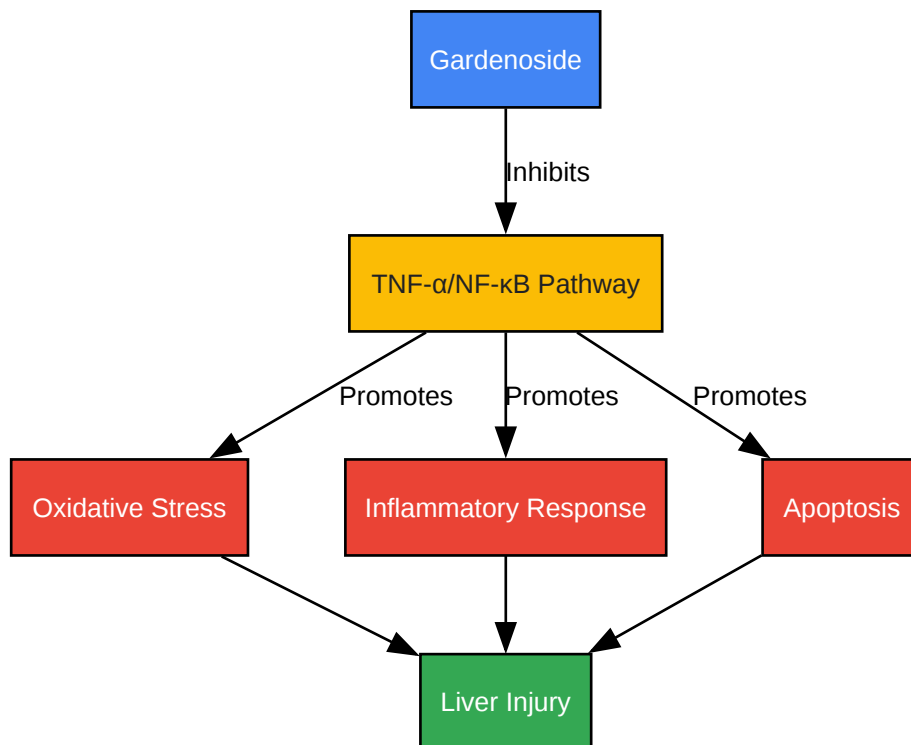 Gardenoside
Inhibits
TNF-α/NF-κB Pathway
Promotes
Promotes
Promotes
Oxidative Stress
Inflammatory Response
Apoptosis
Liver Injury